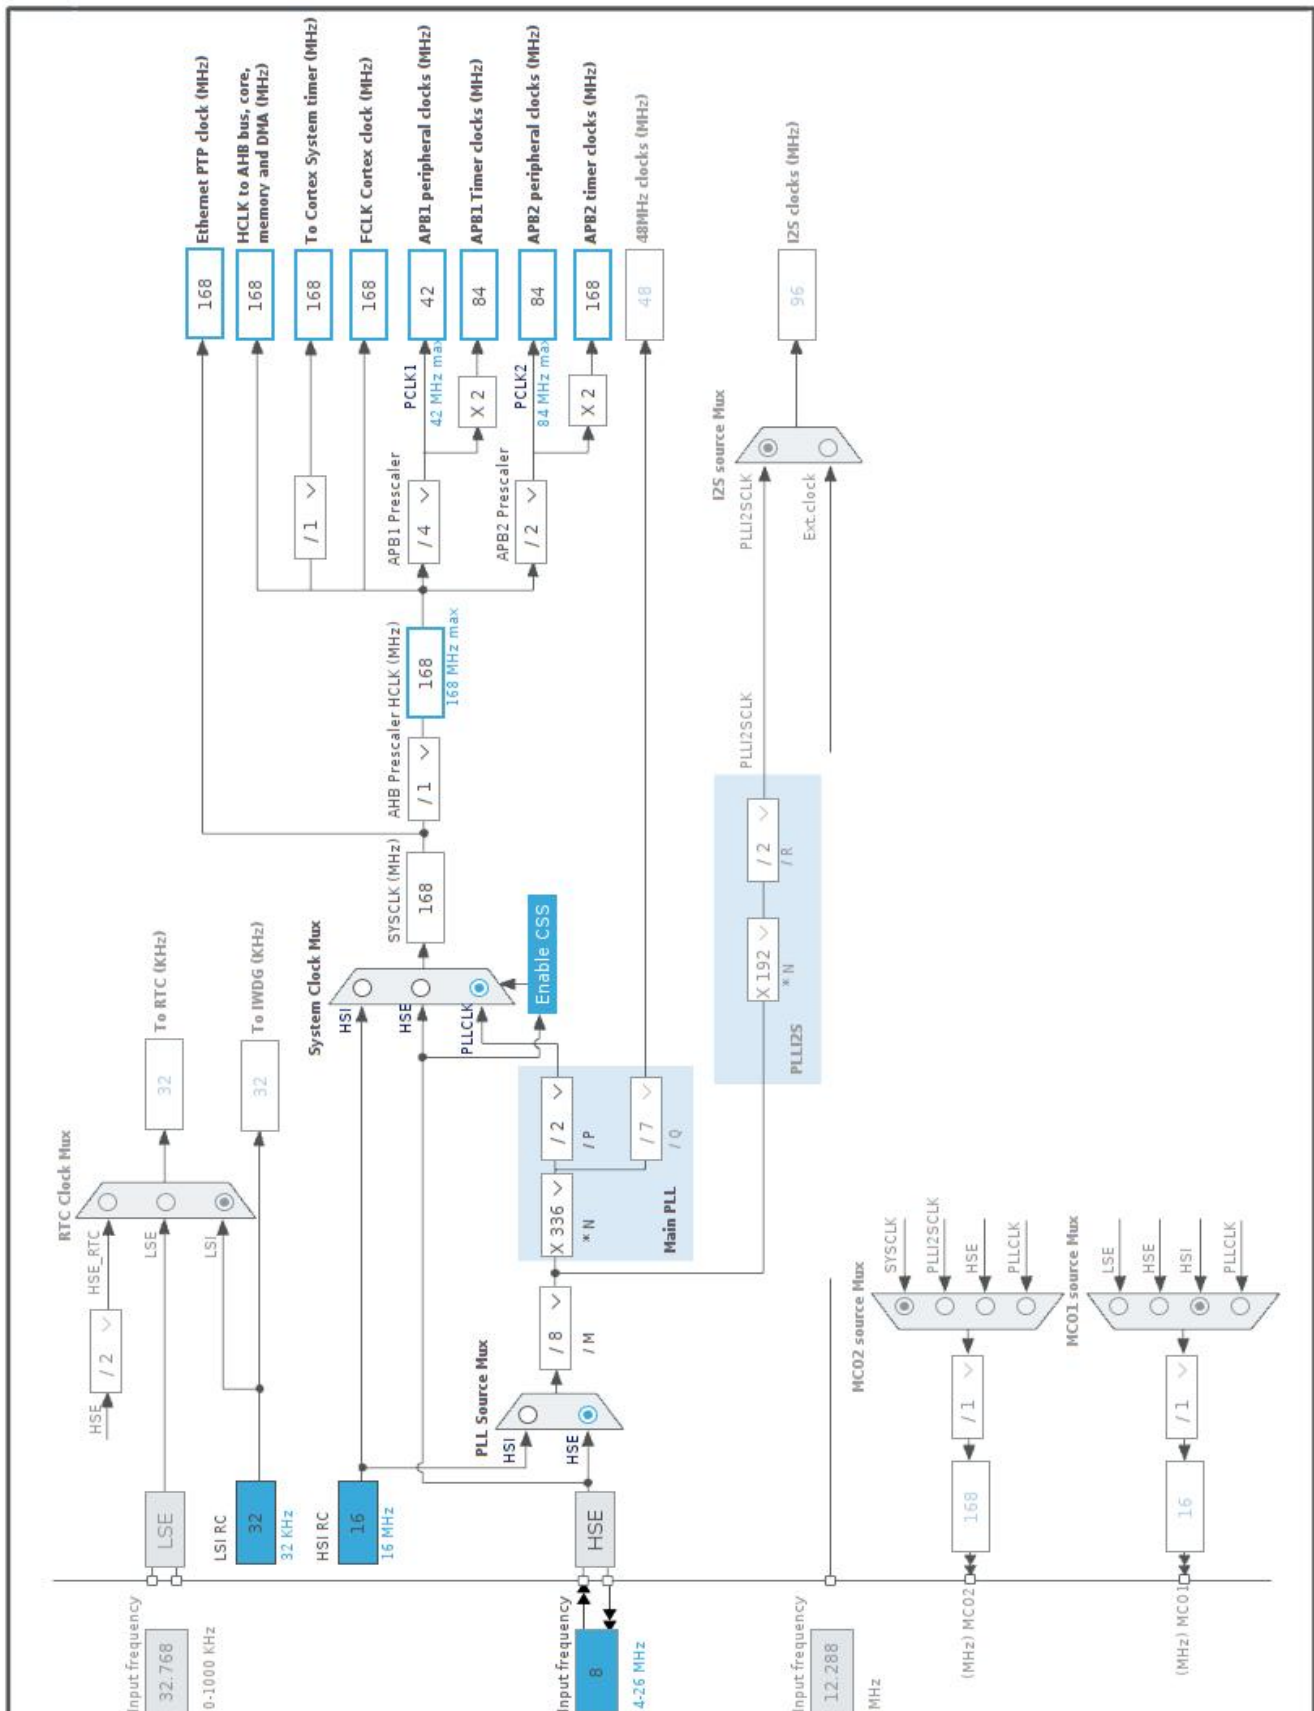 Input frequency
32.768
0-1000 KHz
LSE
HSE
/ 2
HSE_RTC
LSE
LSI
RTC Clock Mux
32
To RTC (KHz)
LSI RC
32
32 KHz
32
To IWDG (KHz)
HSI RC
16
16 MHz
System Clock Mux
HSI
HSE
PLLCLK
Enable CSS
SYSCLK (MHz)
168
AHB Prescaler
/ 1
HCLK (MHz)
168
168 MHz max
168
Ethernet PTP clock (MHz)
168
HCLK to AHB bus, core,
memory and DMA (MHz)
/ 1
168
To Cortex System timer (MHz)
168
FCLK Cortex clock (MHz)
APB1 Prescaler
/ 4
PCLK1
42 MHz max
42
APB1 peripheral clocks (MHz)
X 2
84
APB1 Timer clocks (MHz)
APB2 Prescaler
/ 2
PCLK2
84 MHz max
84
APB2 peripheral clocks (MHz)
X 2
168
APB2 timer clocks (MHz)
48
48MHz clocks (MHz)
Input frequency
8
4-26 MHz
HSE
PLL Source Mux
HSI
HSE
/ 8
/ M
X 336
* N
/ 2
/ P
/ 7
/ Q
Main PLL
X 192
* N
/ 2
/ R
PLLI2S
PLLI2SCLK
PLLI2SCLK
I2S source Mux
Ext.clock
96
I2S clocks (MHz)
Input frequency
12.288
MHz
MCO2 source Mux
SYSCLK
PLLI2SCLK
HSE
PLLCLK
/ 1
168
(MHz) MCO2
MCO1 source Mux
LSE
HSE
HSI
PLLCLK
/ 1
16
(MHz) MCO1